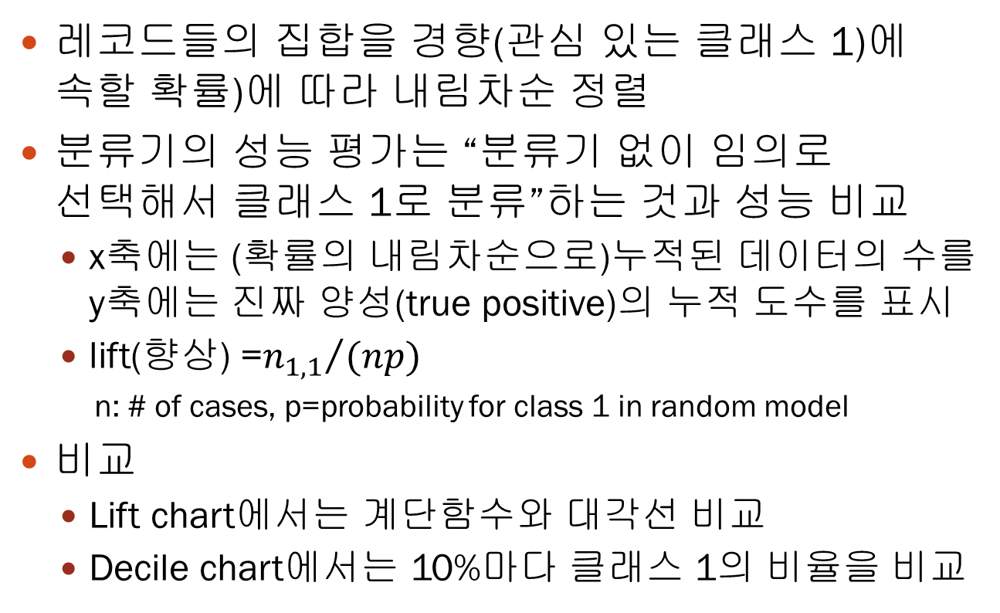 • 레코드들의 집합을 경향(관심 있는 클래스 1)에
속할 확률)에 따라 내림차순 정렬
• 분류기의 성능 평가는 “분류기 없이 임의로
선택해서 클래스 1로 분류”하는 것과 성능 비교
• x축에는 (확률의 내림차순으로)누적된 데이터의 수를
y축에는 진짜 양성(true positive)의 누적 도수를 표시
• lift(향상) =n₁,₁/(np)
n: # of cases, p=probability for class 1 in random model
• 비교
• Lift chart에서는 계단함수와 대각선 비교
• Decile chart에서는 10%마다 클래스 1의 비율을 비교